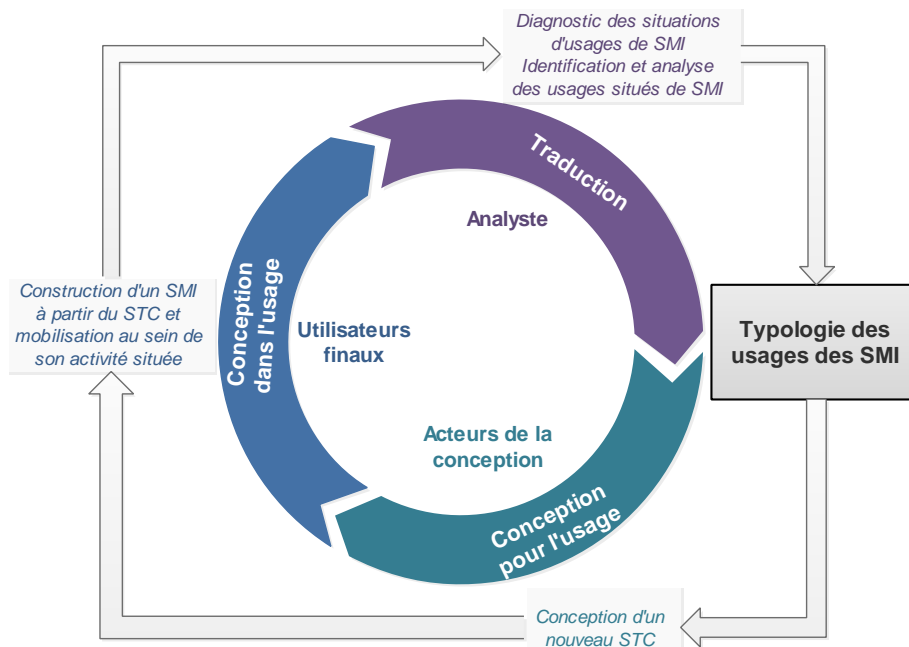 Diagnostic des situations
d'usages de SMI
Identification et analyse
des usages situés de SMI
Traduction
Analyste
Construction d'un SMI
à partir du STC et
mobilisation au sein de
son activité située
Conception
dans l'usage
Utilisateurs
finaux
Typologie des
usages des SMI
Acteurs de la
conception
Conception
pour l'usage
Conception d'un
nouveau STC